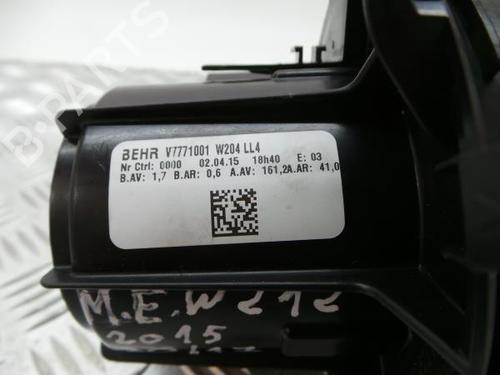 B-PARTS
BEHR V7771001 W204 LL4
Nr Ctrl: 0000 02.04.15 18h40 E: 03
B.AV: 1,7 B.AR: 0,6 A.AV: 161,2A.AR: 41,0
M.E.W212
2015